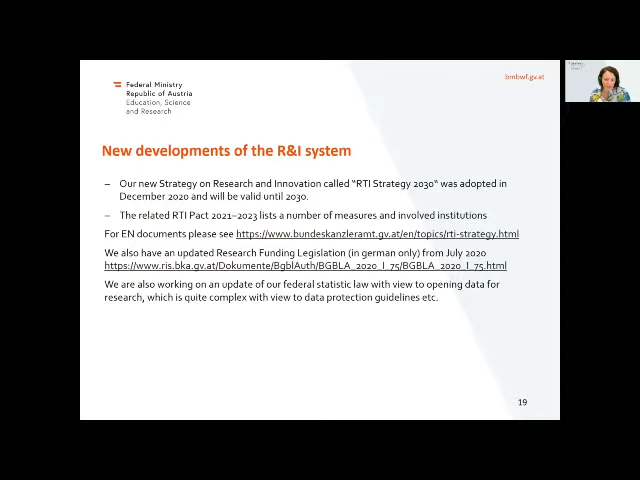 bmbwf.gv.at
Federal Ministry
Republic of Austria
Education, Science
and Research
New developments of the R&I system
– Our new Strategy on Research and Innovation called "RTI Strategy 2030" was adopted in
December 2020 and will be valid until 2030.
– The related RTI Pact 2021–2023 lists a number of measures and involved institutions
For EN documents please see https://www.bundeskanzleramt.gv.at/en/topics/rti-strategy.html
We also have an updated Research Funding Legislation (in german only) from July 2020
https://www.ris.bka.gv.at/Dokumente/BgblAuth/BGBLA_2020_I_75/BGBLA_2020_I_75.html
We are also working on an update of our federal statistic law with view to opening data for
research, which is quite complex with view to data protection guidelines etc.
19